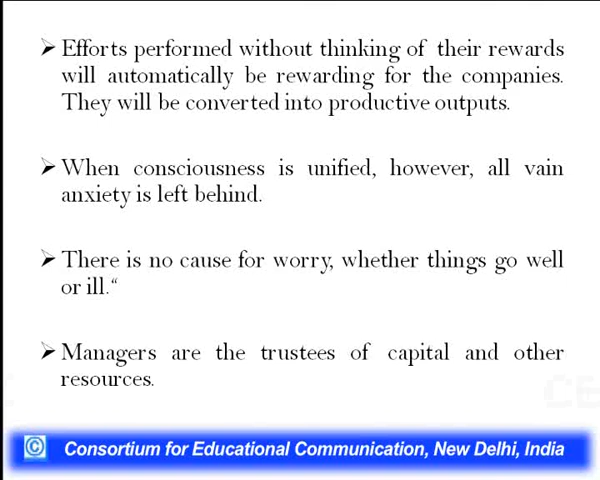 ➢ Efforts performed without thinking of their rewards
will automatically be rewarding for the companies.
They will be converted into productive outputs.
➢ When consciousness is unified, however, all vain
anxiety is left behind.
➢ There is no cause for worry, whether things go well
or ill.“
➢ Managers are the trustees of capital and other
resources.
© Consortium for Educational Communication, New Delhi, India